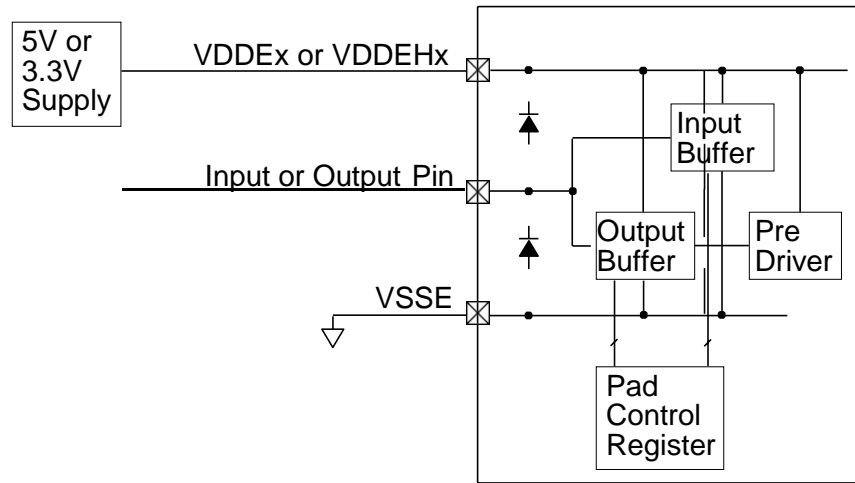 5V or
3.3V
Supply
VDDEx or VDDEHx
Input
Buffer
Input or Output Pin
Output
Buffer
Pre
Driver
VSSE
Pad
Control
Register